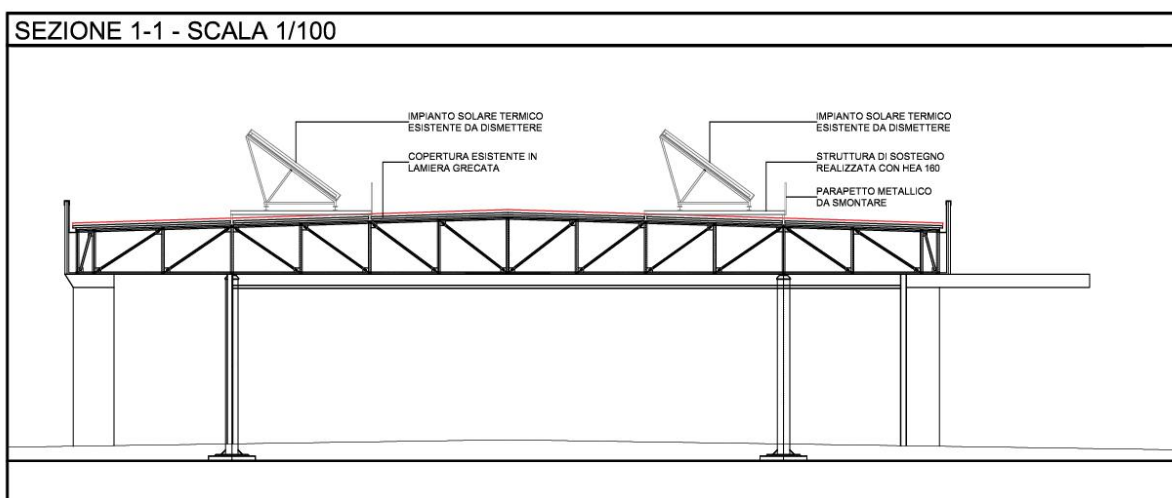 SEZIONE 1-1 - SCALA 1/100
IMPIANTO SOLARE TERMICO
ESISTENTE DA DISMETTERE
COPERTURA ESISTENTE IN
LAMIERA GRECATA
IMPIANTO SOLARE TERMICO
ESISTENTE DA DISMETTERE
STRUTTURA DI SOSTEGNO
REALIZZATA CON HEA 160
PARAPETTO METALLICO
DA SMONTARE